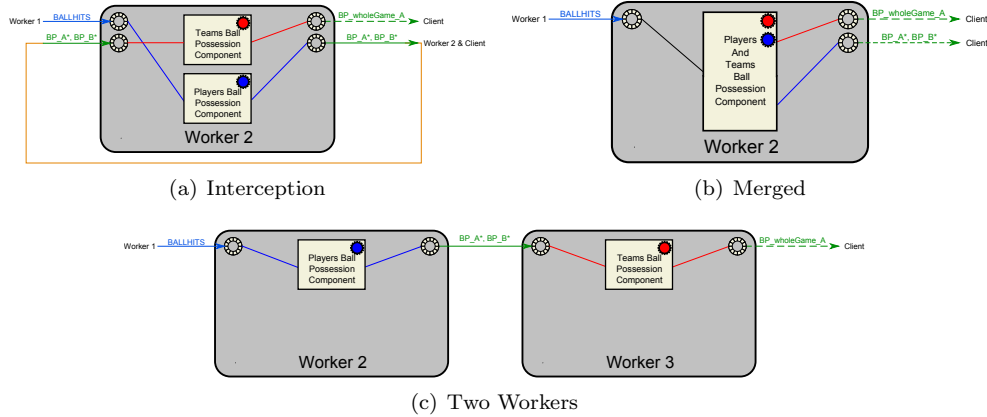 Worker 1
BALLHITS
BP_A*, BP_B*
Teams Ball
Possession
Component
Players Ball
Possession
Component
BP_wholeGame_A
Client
BP_A*, BP_B*
Worker 2 & Client
Worker 2
(a) Interception
Worker 1
BALLHITS
Players
And
Teams
Ball
Possession
Component
BP_wholeGame_A
Client
BP_A*, BP_B*
Client
Worker 2
(b) Merged
Worker 1
BALLHITS
Players Ball
Possession
Component
Worker 2
BP_A*, BP_B*
Teams Ball
Possession
Component
Worker 3
BP_wholeGame_A
Client
(c) Two Workers